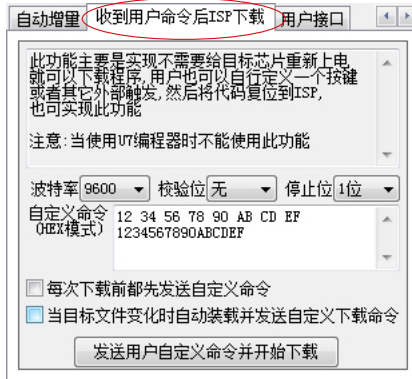 自动增量 收到用户命令后ISP下载 用户接口
此功能主要是实现不需要给目标芯片重新上电
就可以下载程序,用户也可以自行定义一个按键
或者其它外部触发,然后将代码复位到ISP,
也可实现此功能
注意:当使用U7编程器时不能使用此功能
波特率 9600 校验位 无 停止位 1位
自定义命令 12 34 56 78 90 AB CD EF
(HEX模式) 1234567890ABCDEF
每次下载前都先发送自定义命令
当目标文件变化时自动装载并发送自定义下载命令
发送用户自定义命令并开始下载